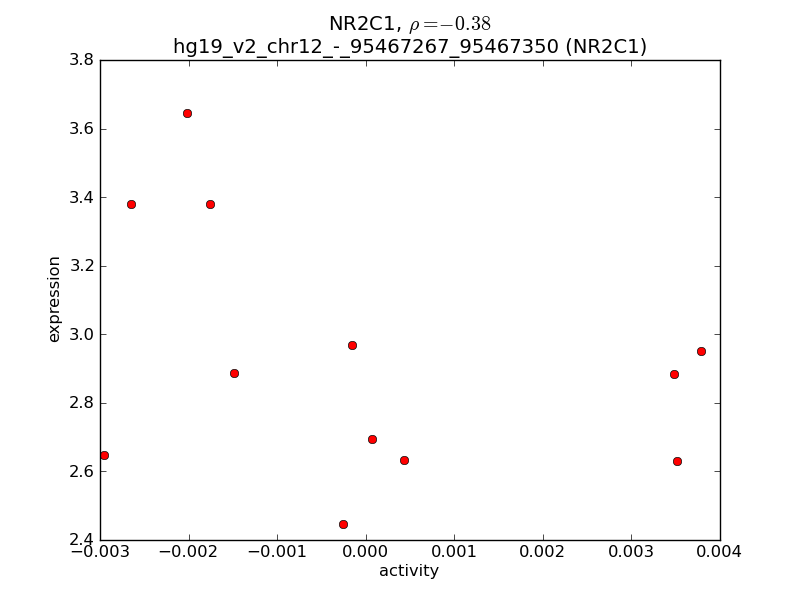 NR2C1, ρ=−0.38
hg19_v2_chr12_-_95467267_95467350 (NR2C1)
3.8
3.6
3.4
3.2
3.0
2.8
2.6
2.4
expression
−0.003 −0.002 −0.001 0.000 0.001 0.002 0.003 0.004
activity